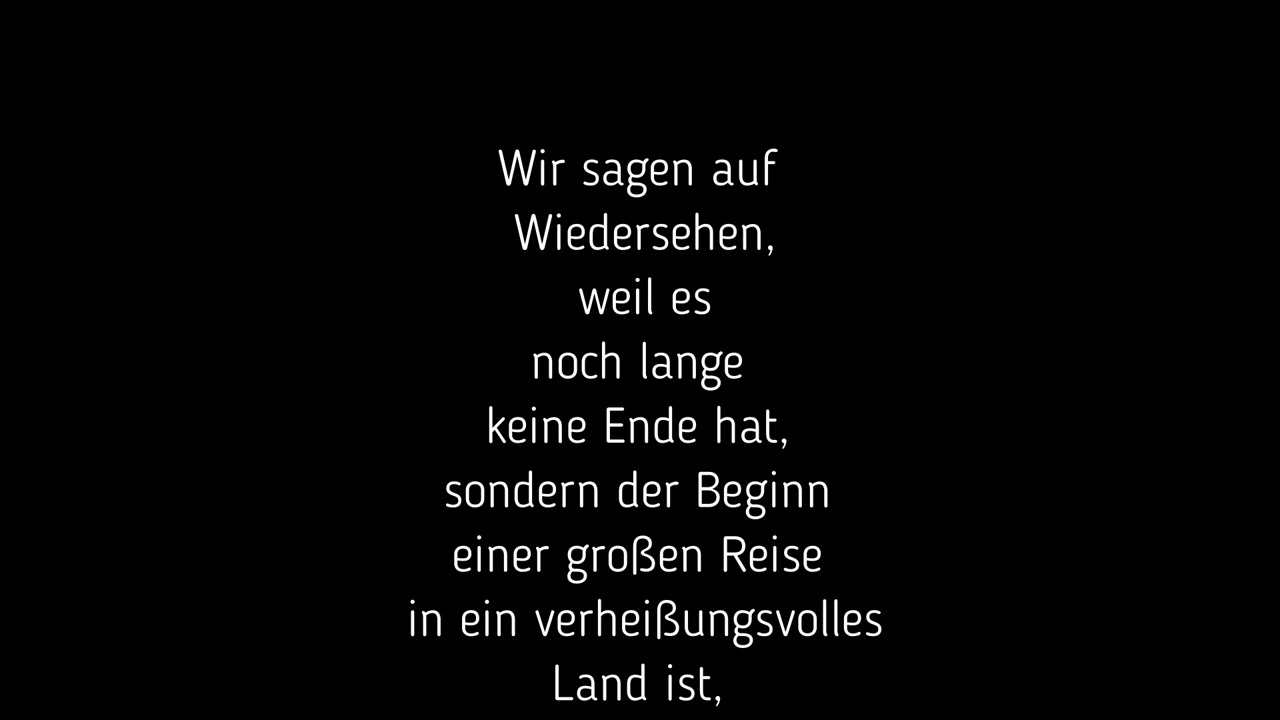 Wir sagen auf
Wiedersehen,
weil es
noch lange
keine Ende hat,
sondern der Beginn
einer großen Reise
in ein verheißungsvolles
Land ist,